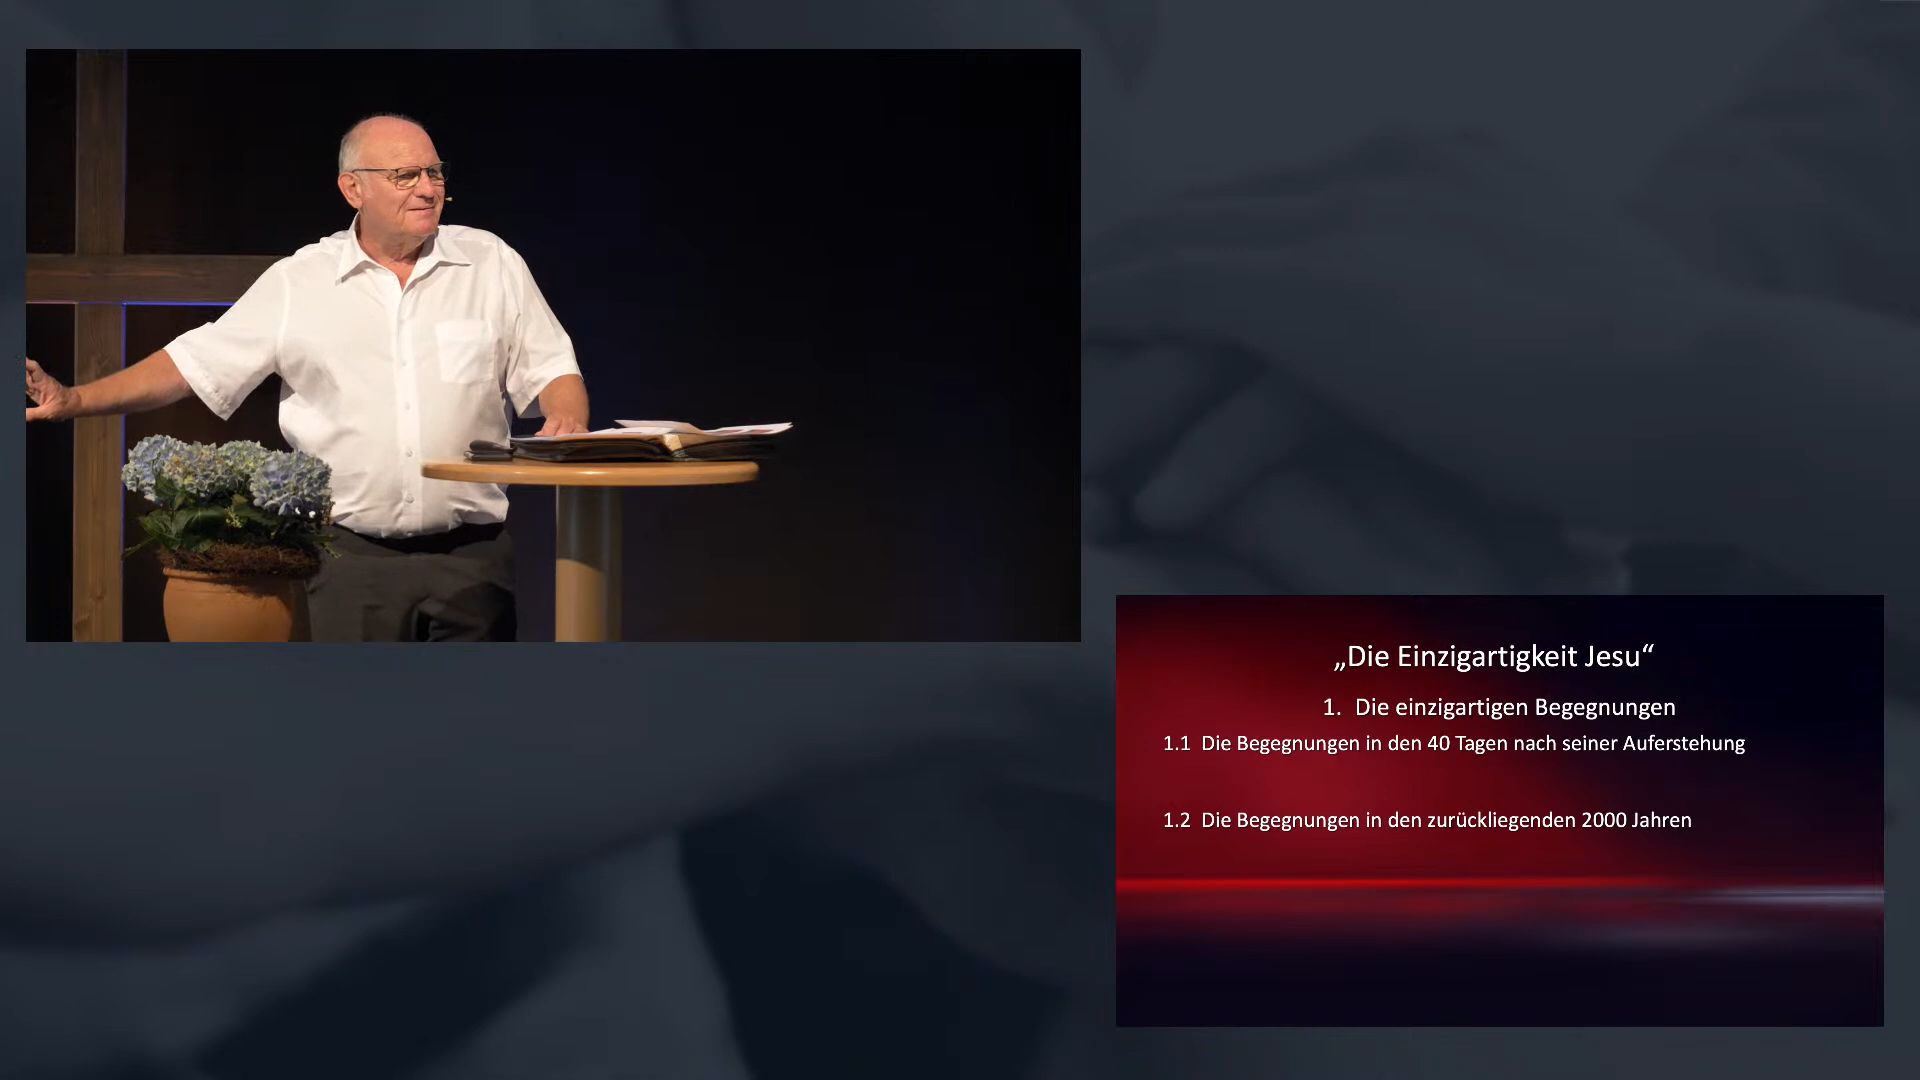 „Die Einzigartigkeit Jesu“
1. Die einzigartigen Begegnungen
1.1 Die Begegnungen in den 40 Tagen nach seiner Auferstehung
1.2 Die Begegnungen in den zurückliegenden 2000 Jahren